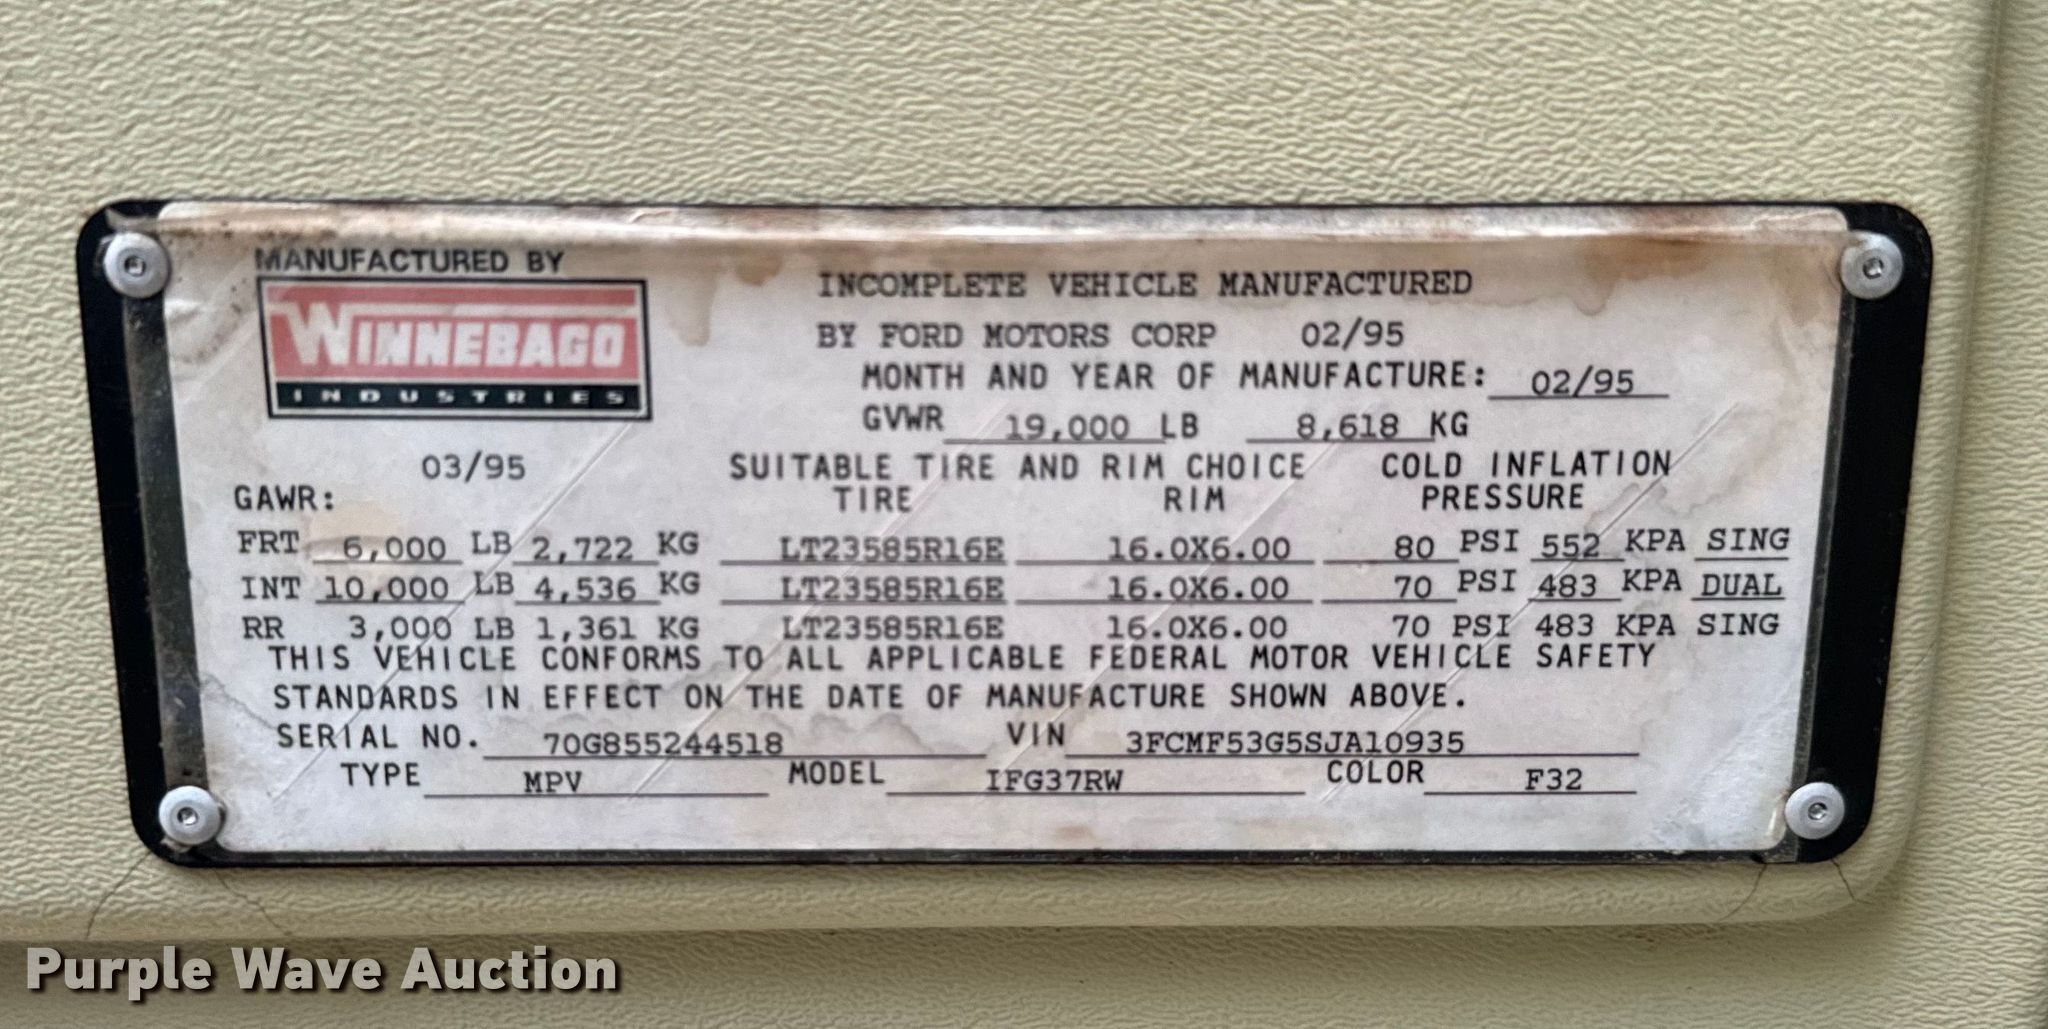 MANUFACTURED BY
WINNEBAGO
INDUSTRIES
INCOMPLETE VEHICLE MANUFACTURED
BY FORD MOTORS CORP 02/95
MONTH AND YEAR OF MANUFACTURE: 02/95
GVWR 19,000 LB 8,618 KG
03/95 SUITABLE TIRE AND RIM CHOICE COLD INFLATION
GAWR: TIRE RIM PRESSURE
FRT 6,000 LB 2,722 KG LT23585R16E 16.0X6.00 80 PSI 552 KPA SING
INT 10,000 LB 4,536 KG LT23585R16E 16.0X6.00 70 PSI 483 KPA DUAL
RR 3,000 LB 1,361 KG LT23585R16E 16.0X6.00 70 PSI 483 KPA SING
THIS VEHICLE CONFORMS TO ALL APPLICABLE FEDERAL MOTOR VEHICLE SAFETY
STANDARDS IN EFFECT ON THE DATE OF MANUFACTURE SHOWN ABOVE.
SERIAL NO. 70G855244518 VIN 3FCMF53G5SJA10935
TYPE MPV MODEL IFG37RW COLOR F32
Purple Wave Auction